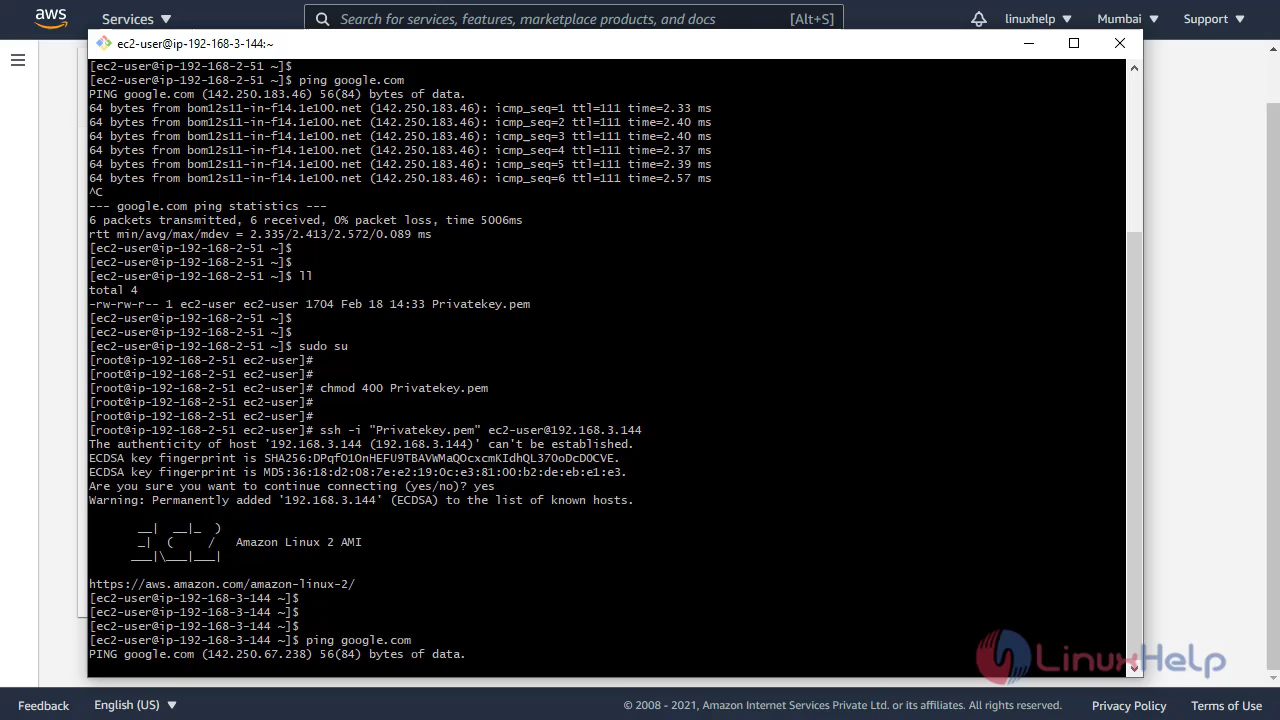 aws Services Search for services, features, marketplace products, and docs [Alt+S] linuxhelp Mumbai Support
ec2-user@ip-192-168-3-144:~
[ec2-user@ip-192-168-2-51 ~]$
[ec2-user@ip-192-168-2-51 ~]$ ping google.com
PING google.com (142.250.183.46) 56(84) bytes of data.
64 bytes from bom12s11-in-f14.1e100.net (142.250.183.46): icmp_seq=1 ttl=111 time=2.33 ms
64 bytes from bom12s11-in-f14.1e100.net (142.250.183.46): icmp_seq=2 ttl=111 time=2.40 ms
64 bytes from bom12s11-in-f14.1e100.net (142.250.183.46): icmp_seq=3 ttl=111 time=2.40 ms
64 bytes from bom12s11-in-f14.1e100.net (142.250.183.46): icmp_seq=4 ttl=111 time=2.37 ms
64 bytes from bom12s11-in-f14.1e100.net (142.250.183.46): icmp_seq=5 ttl=111 time=2.39 ms
64 bytes from bom12s11-in-f14.1e100.net (142.250.183.46): icmp_seq=6 ttl=111 time=2.57 ms
^C
--- google.com ping statistics ---
6 packets transmitted, 6 received, 0% packet loss, time 5006ms
rtt min/avg/max/mdev = 2.335/2.413/2.572/0.089 ms
[ec2-user@ip-192-168-2-51 ~]$
[ec2-user@ip-192-168-2-51 ~]$
[ec2-user@ip-192-168-2-51 ~]$ ll
total 4
-rw-rw-r-- 1 ec2-user ec2-user 1704 Feb 18 14:33 Privatekey.pem
[ec2-user@ip-192-168-2-51 ~]$
[ec2-user@ip-192-168-2-51 ~]$
[ec2-user@ip-192-168-2-51 ~]$ sudo su
[root@ip-192-168-2-51 ec2-user]#
[root@ip-192-168-2-51 ec2-user]#
[root@ip-192-168-2-51 ec2-user]# chmod 400 Privatekey.pem
[root@ip-192-168-2-51 ec2-user]#
[root@ip-192-168-2-51 ec2-user]#
[root@ip-192-168-2-51 ec2-user]# ssh -i "Privatekey.pem" ec2-user@192.168.3.144
The authenticity of host '192.168.3.144 (192.168.3.144)' can't be established.
ECDSA key fingerprint is SHA256:DPqfO1OnHEFU9TBAVWMaQOcxcmKIdhQL37OoDcDOCVE.
ECDSA key fingerprint is MD5:36:18:d2:08:7e:e2:19:0c:e3:81:00:b2:de:eb:e1:e3.
Are you sure you want to continue connecting (yes/no)? yes
Warning: Permanently added '192.168.3.144' (ECDSA) to the list of known hosts.
__|  __|_  )
_|  (     /   Amazon Linux 2 AMI
___|\___|___|
https://aws.amazon.com/amazon-linux-2/
[ec2-user@ip-192-168-3-144 ~]$
[ec2-user@ip-192-168-3-144 ~]$
[ec2-user@ip-192-168-3-144 ~]$
[ec2-user@ip-192-168-3-144 ~]$ ping google.com
PING google.com (142.250.67.238) 56(84) bytes of data.
LinuxHelp
Feedback English (US) © 2008 - 2021, Amazon Internet Services Private Ltd. or its affiliates. All rights reserved. Privacy Policy Terms of Use